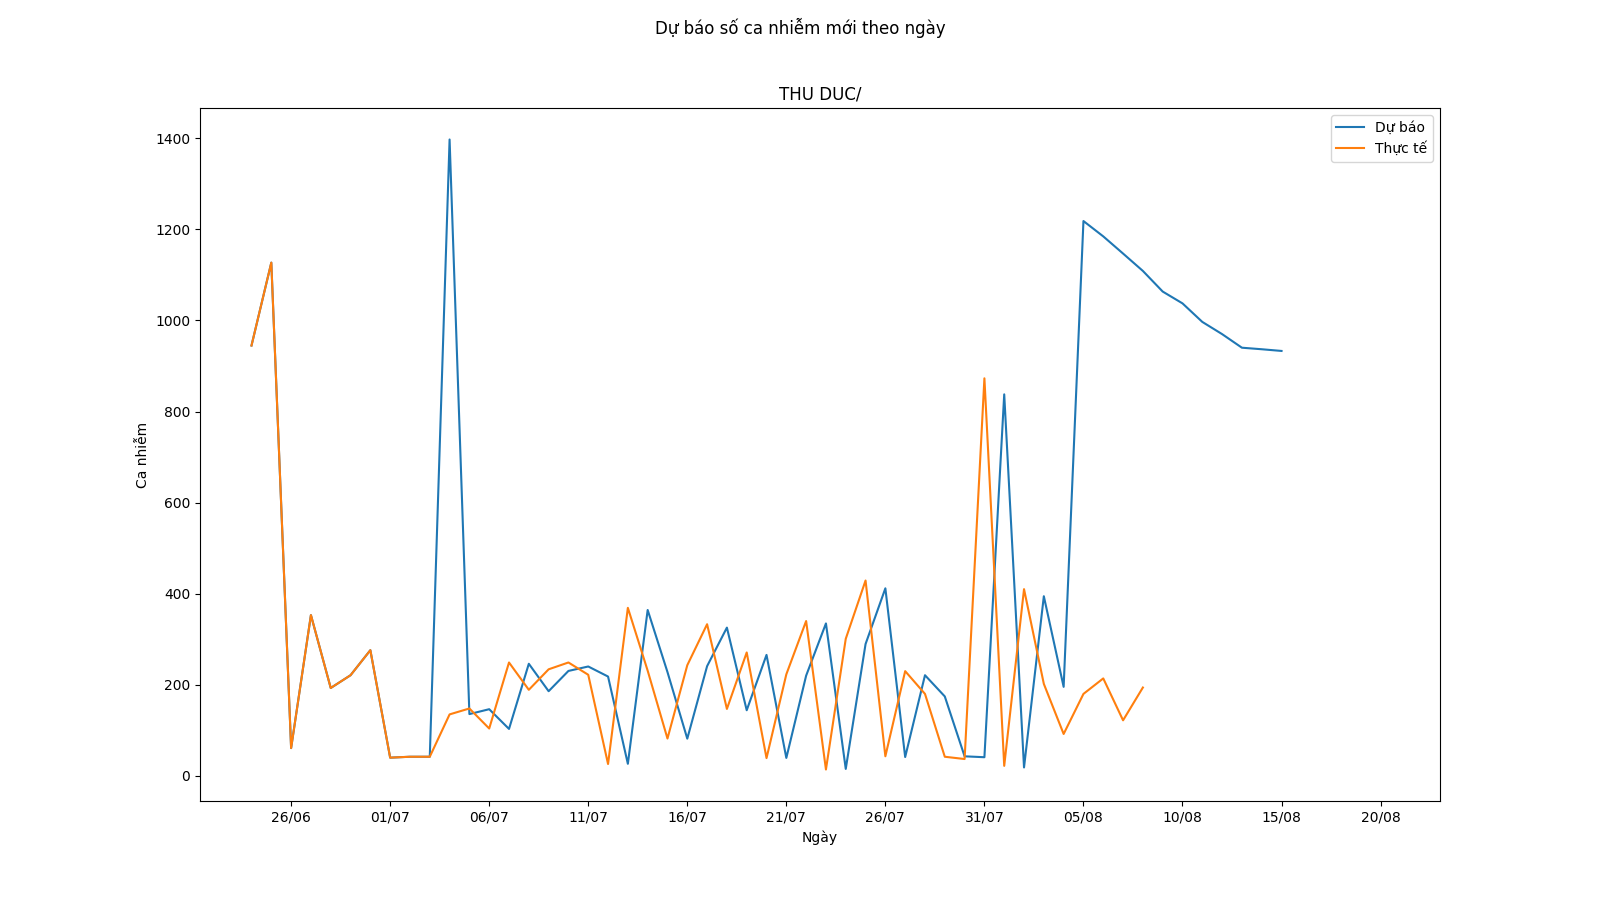 Dự báo số ca nhiễm mới theo ngày
THU DUC/
Dự báo
Thực tế
1400
1200
1000
800
600
400
200
0
Ca nhiễm
26/06 01/07 06/07 11/07 16/07 21/07 26/07 31/07 05/08 10/08 15/08 20/08
Ngày